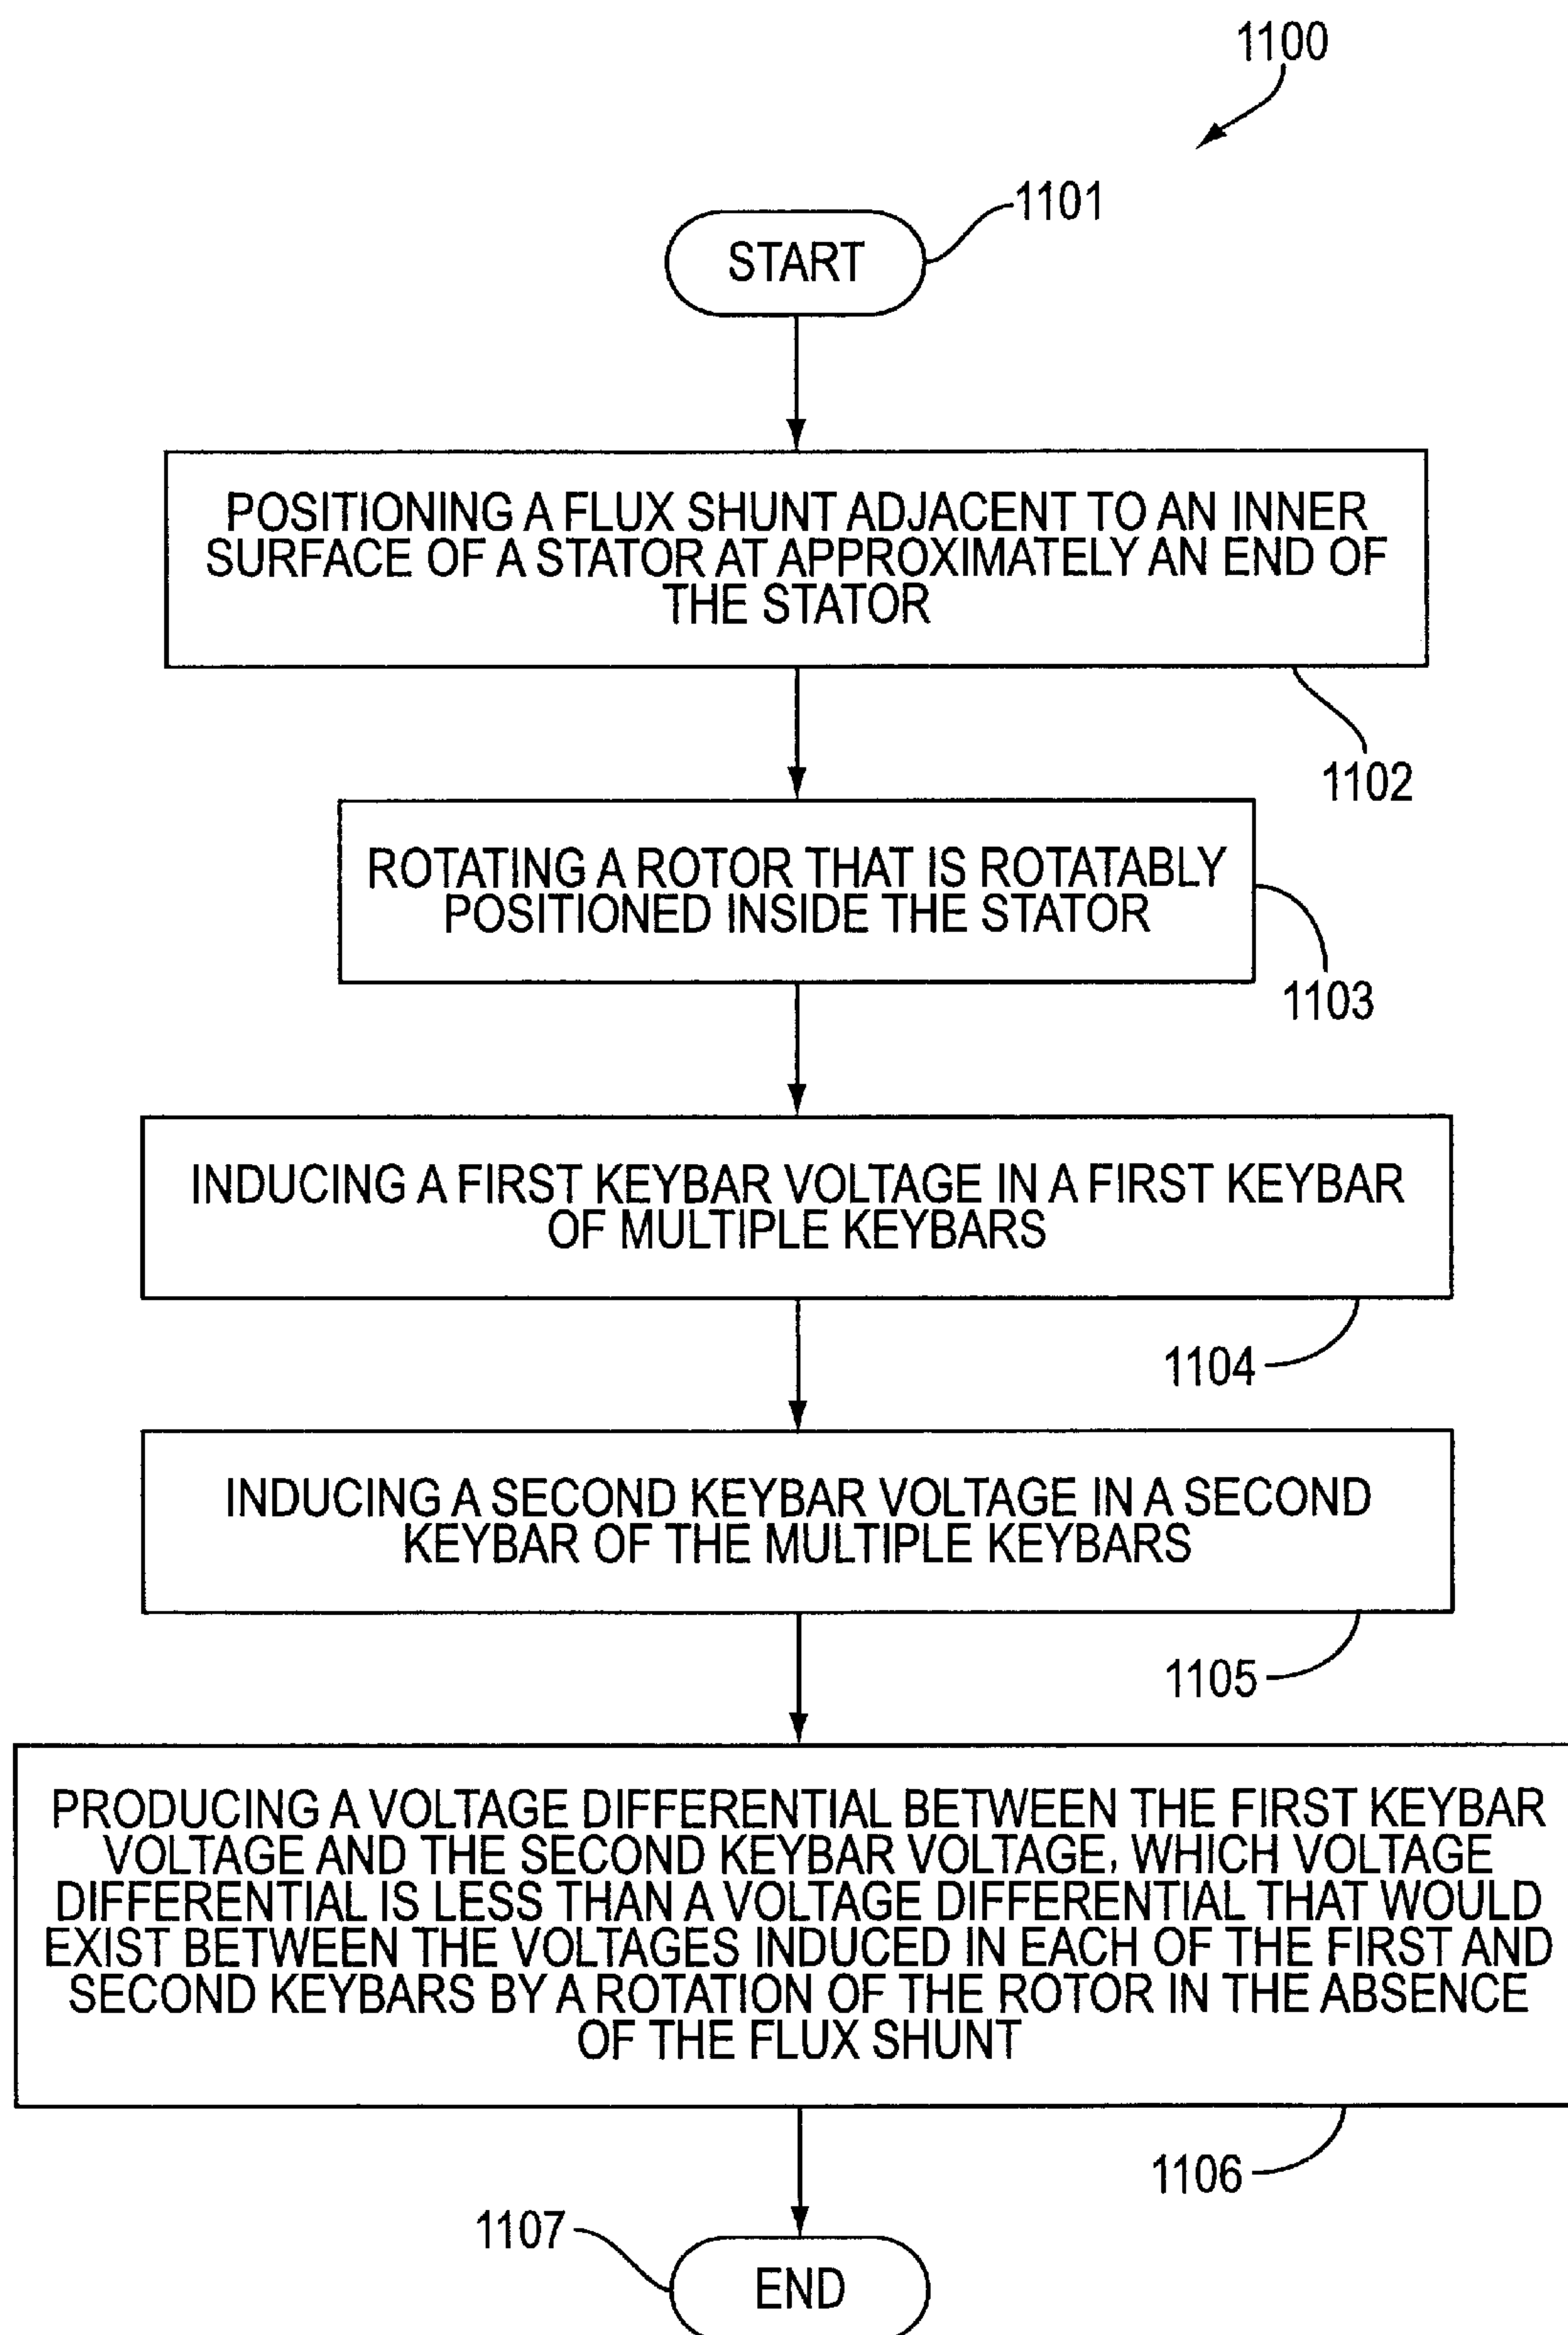 1100
1101
START
POSITIONING A FLUX SHUNT ADJACENT TO AN INNER
SURFACE OF A STATOR AT APPROXIMATELY AN END OF
THE STATOR
1102
ROTATING A ROTOR THAT IS ROTATABLY
POSITIONED INSIDE THE STATOR
1103
INDUCING A FIRST KEYBAR VOLTAGE IN A FIRST KEYBAR
OF MULTIPLE KEYBARS
1104
INDUCING A SECOND KEYBAR VOLTAGE IN A SECOND
KEYBAR OF THE MULTIPLE KEYBARS
1105
PRODUCING A VOLTAGE DIFFERENTIAL BETWEEN THE FIRST KEYBAR
VOLTAGE AND THE SECOND KEYBAR VOLTAGE, WHICH VOLTAGE
DIFFERENTIAL IS LESS THAN A VOLTAGE DIFFERENTIAL THAT WOULD
EXIST BETWEEN THE VOLTAGES INDUCED IN EACH OF THE FIRST AND
SECOND KEYBARS BY A ROTATION OF THE ROTOR IN THE ABSENCE
OF THE FLUX SHUNT
1106
1107
END